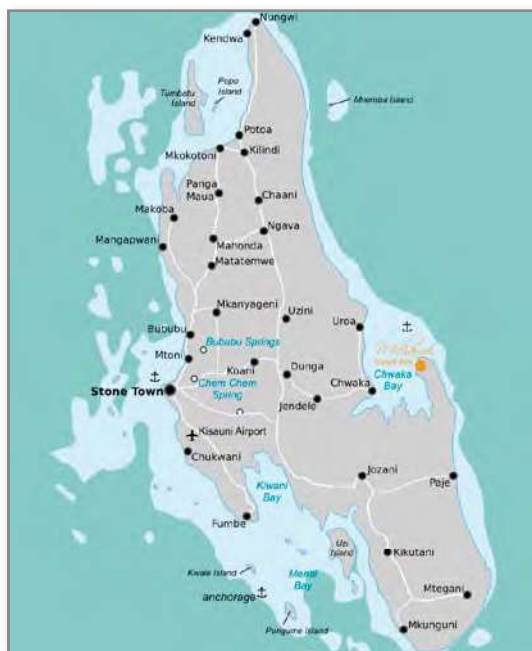 Nungwi
Kendwa
Tumbatu
Island
Popo
Island
Mnemba Island
Potoa
Mkokotoni
Kilindi
Panga
Maua
Chaani
Makoba
Ngava
Mangapwani
Mahonda
Matatemwe
Mkanyageni
Uzini
Uroa
Bububu
Bububu Springs
Mtoni
Koani
Dunga
Chwaka
Bay
Chem Chem
Spring
Stone Town
Chwaka
Jendele
Kisauni Airport
Chukwani
Jozani
Paje
Kiwani
Bay
Fumbe
Uzi
Island
Kikutani
Kwale Island
Menai
Bay
Mtegani
anchorage
Pungume Island
Mkunguni